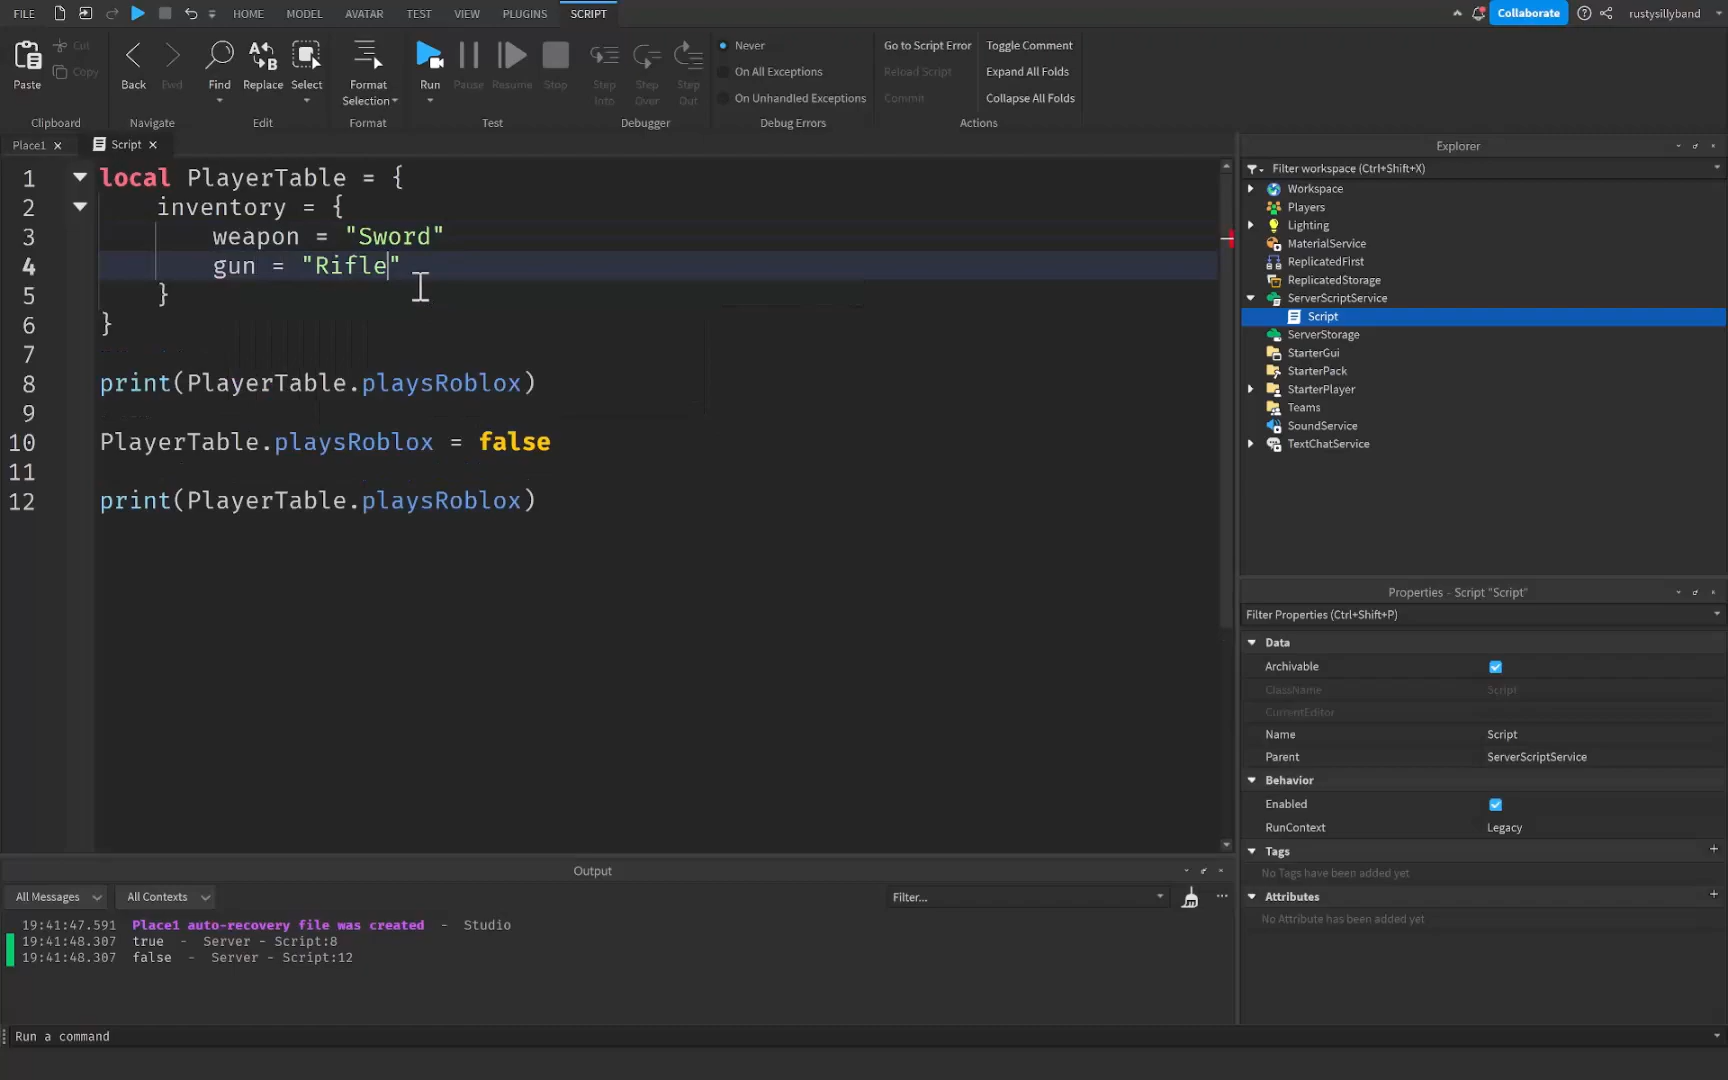 FILE HOME MODEL AVATAR TEST VIEW PLUGINS SCRIPT Collaborate rustysillyband
Paste Cut Copy Back Fwd Find Replace Select Format Selection Run Pause Resume Stop Step Into Step Over Step Out
Never Go to Script Error Toggle Comment
On All Exceptions Reload Script Expand All Folds
On Unhandled Exceptions Commit Collapse All Folds
Clipboard Navigate Edit Format Test Debugger Debug Errors Actions
Place1 Script
1 local PlayerTable = {
2 inventory = {
3 weapon = "Sword"
4 gun = "Rifle"
5 }
6 }
7
8 print(PlayerTable.playsRoblox)
9
10 PlayerTable.playsRoblox = false
11
12 print(PlayerTable.playsRoblox)
Explorer
Filter workspace (Ctrl+Shift+X)
Workspace
Players
Lighting
MaterialService
ReplicatedFirst
ReplicatedStorage
ServerScriptService
Script
ServerStorage
StarterGui
StarterPack
StarterPlayer
Teams
SoundService
TextChatService
Properties - Script "Script"
Filter Properties (Ctrl+Shift+P)
Data
Archivable
ClassName Script
CurrentEditor
Name Script
Parent ServerScriptService
Behavior
Enabled
RunContext Legacy
Tags +
No Tags have been added yet
Attributes +
No Attribute has been added yet
Output
All Messages All Contexts Filter...
19:41:47.591 Place1 auto-recovery file was created - Studio
19:41:48.307 true - Server - Script:8
19:41:48.307 false - Server - Script:12
Run a command